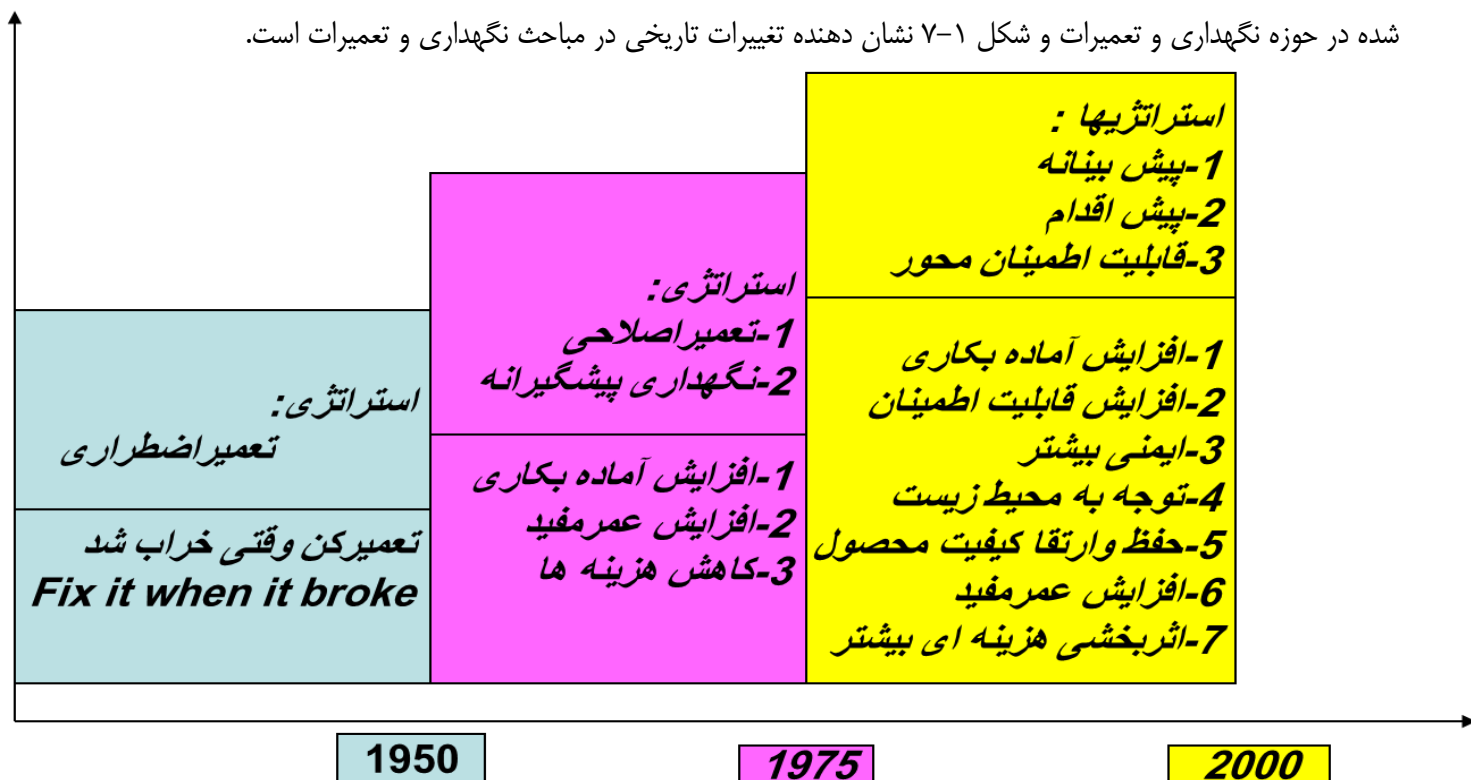 شده در حوزه نگهداری و تعمیرات و شکل ۱-۷ نشان دهنده تغییرات تاریخی در مباحث نگهداری و تعمیرات است.
استراتژیها :
1-پیش بینانه
2-پیش اقدام
3-قابلیت اطمینان محور
1-افزایش آماده بکاری
2-افزایش قابلیت اطمینان
3-ایمنی بیشتر
4-توجه به محیط زیست
5-حفظ وارتقا کیفیت محصول
6-افزایش عمرمفید
7-اثربخشی هزینه ای بیشتر
استراتژی:
1-تعمیراصلاحی
2-نگهداری پیشگیرانه
1-افزایش آماده بکاری
2-افزایش عمرمفید
3-کاهش هزینه ها
استراتژی:
تعمیراضطراری
تعمیرکن وقتی خراب شد
Fix it when it broke
1950
1975
2000